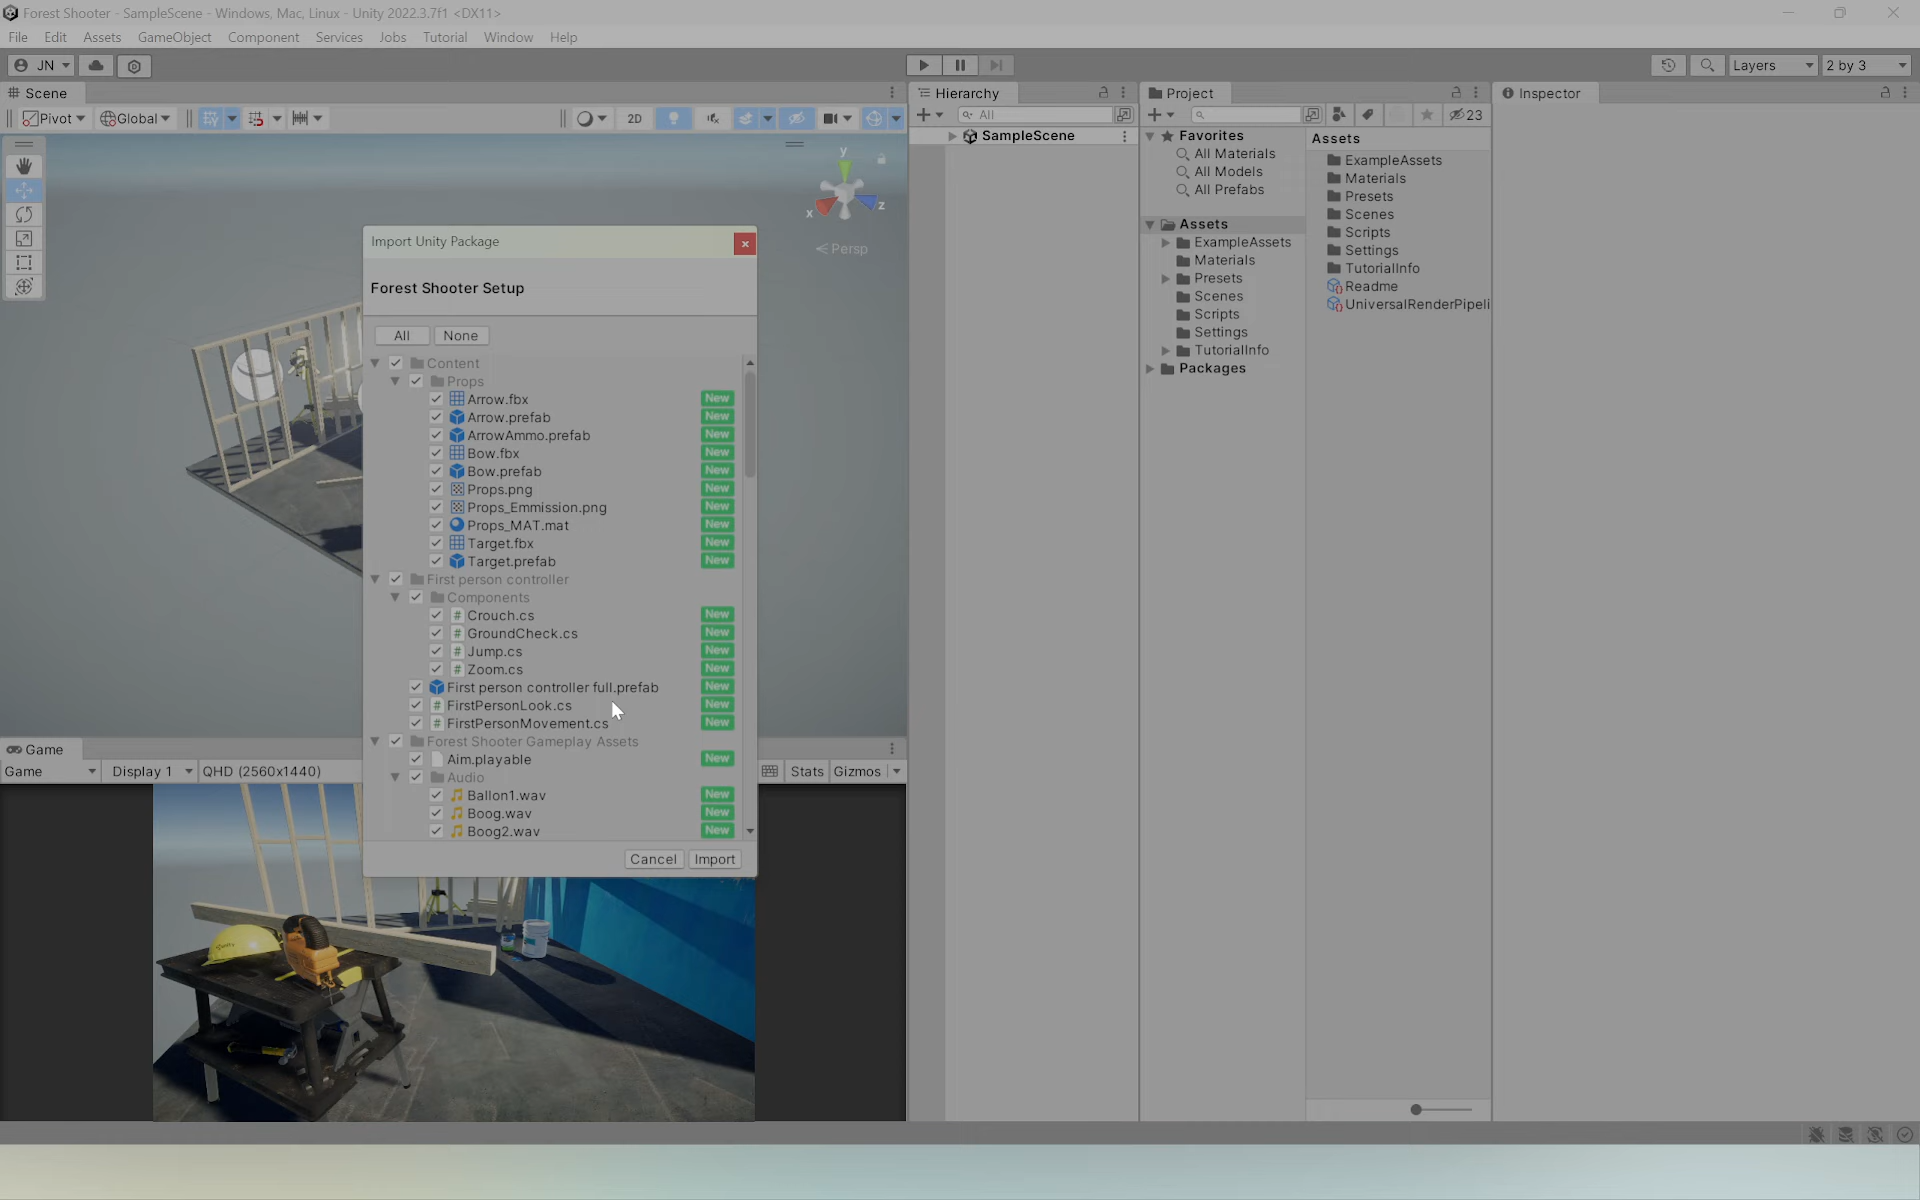 Forest Shooter - SampleScene - Windows, Mac, Linux - Unity 2022.3.7f1 <DX11>
File Edit Assets GameObject Component Services Jobs Tutorial Window Help
JN
Layers
2 by 3
Scene
Pivot
Global
2D
y
x
z
Persp
Import Unity Package
Forest Shooter Setup
All
None
Content
Props
Arrow.fbx New
Arrow.prefab New
ArrowAmmo.prefab New
Bow.fbx New
Bow.prefab New
Props.png New
Props_Emmission.png New
Props_MAT.mat New
Target.fbx New
Target.prefab New
First person controller
Components
Crouch.cs New
GroundCheck.cs New
Jump.cs New
Zoom.cs New
First person controller full.prefab New
FirstPersonLook.cs New
FirstPersonMovement.cs New
Forest Shooter Gameplay Assets
Aim.playable New
Audio
Ballon1.wav New
Boog.wav New
Boog2.wav New
Cancel
Import
Game
Game
Display 1
QHD (2560x1440)
Stats
Gizmos
Hierarchy
All
SampleScene
Project
23
Favorites
All Materials
All Models
All Prefabs
Assets
ExampleAssets
Materials
Presets
Scenes
Scripts
Settings
TutorialInfo
Packages
Assets
ExampleAssets
Materials
Presets
Scenes
Scripts
Settings
TutorialInfo
Readme
UniversalRenderPipeli
Inspector